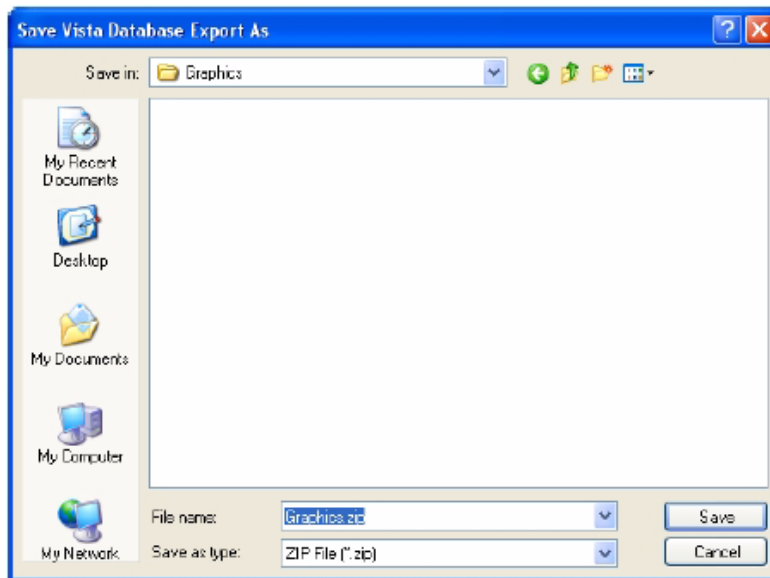 Save Vista Database Export As
Save in:
Graphics
My Recent
Documents
Desktop
My Documents
My Computer
My Network
File name:
Graphics.zip
Save
Save as type:
ZIP File (*.zip)
Cancel